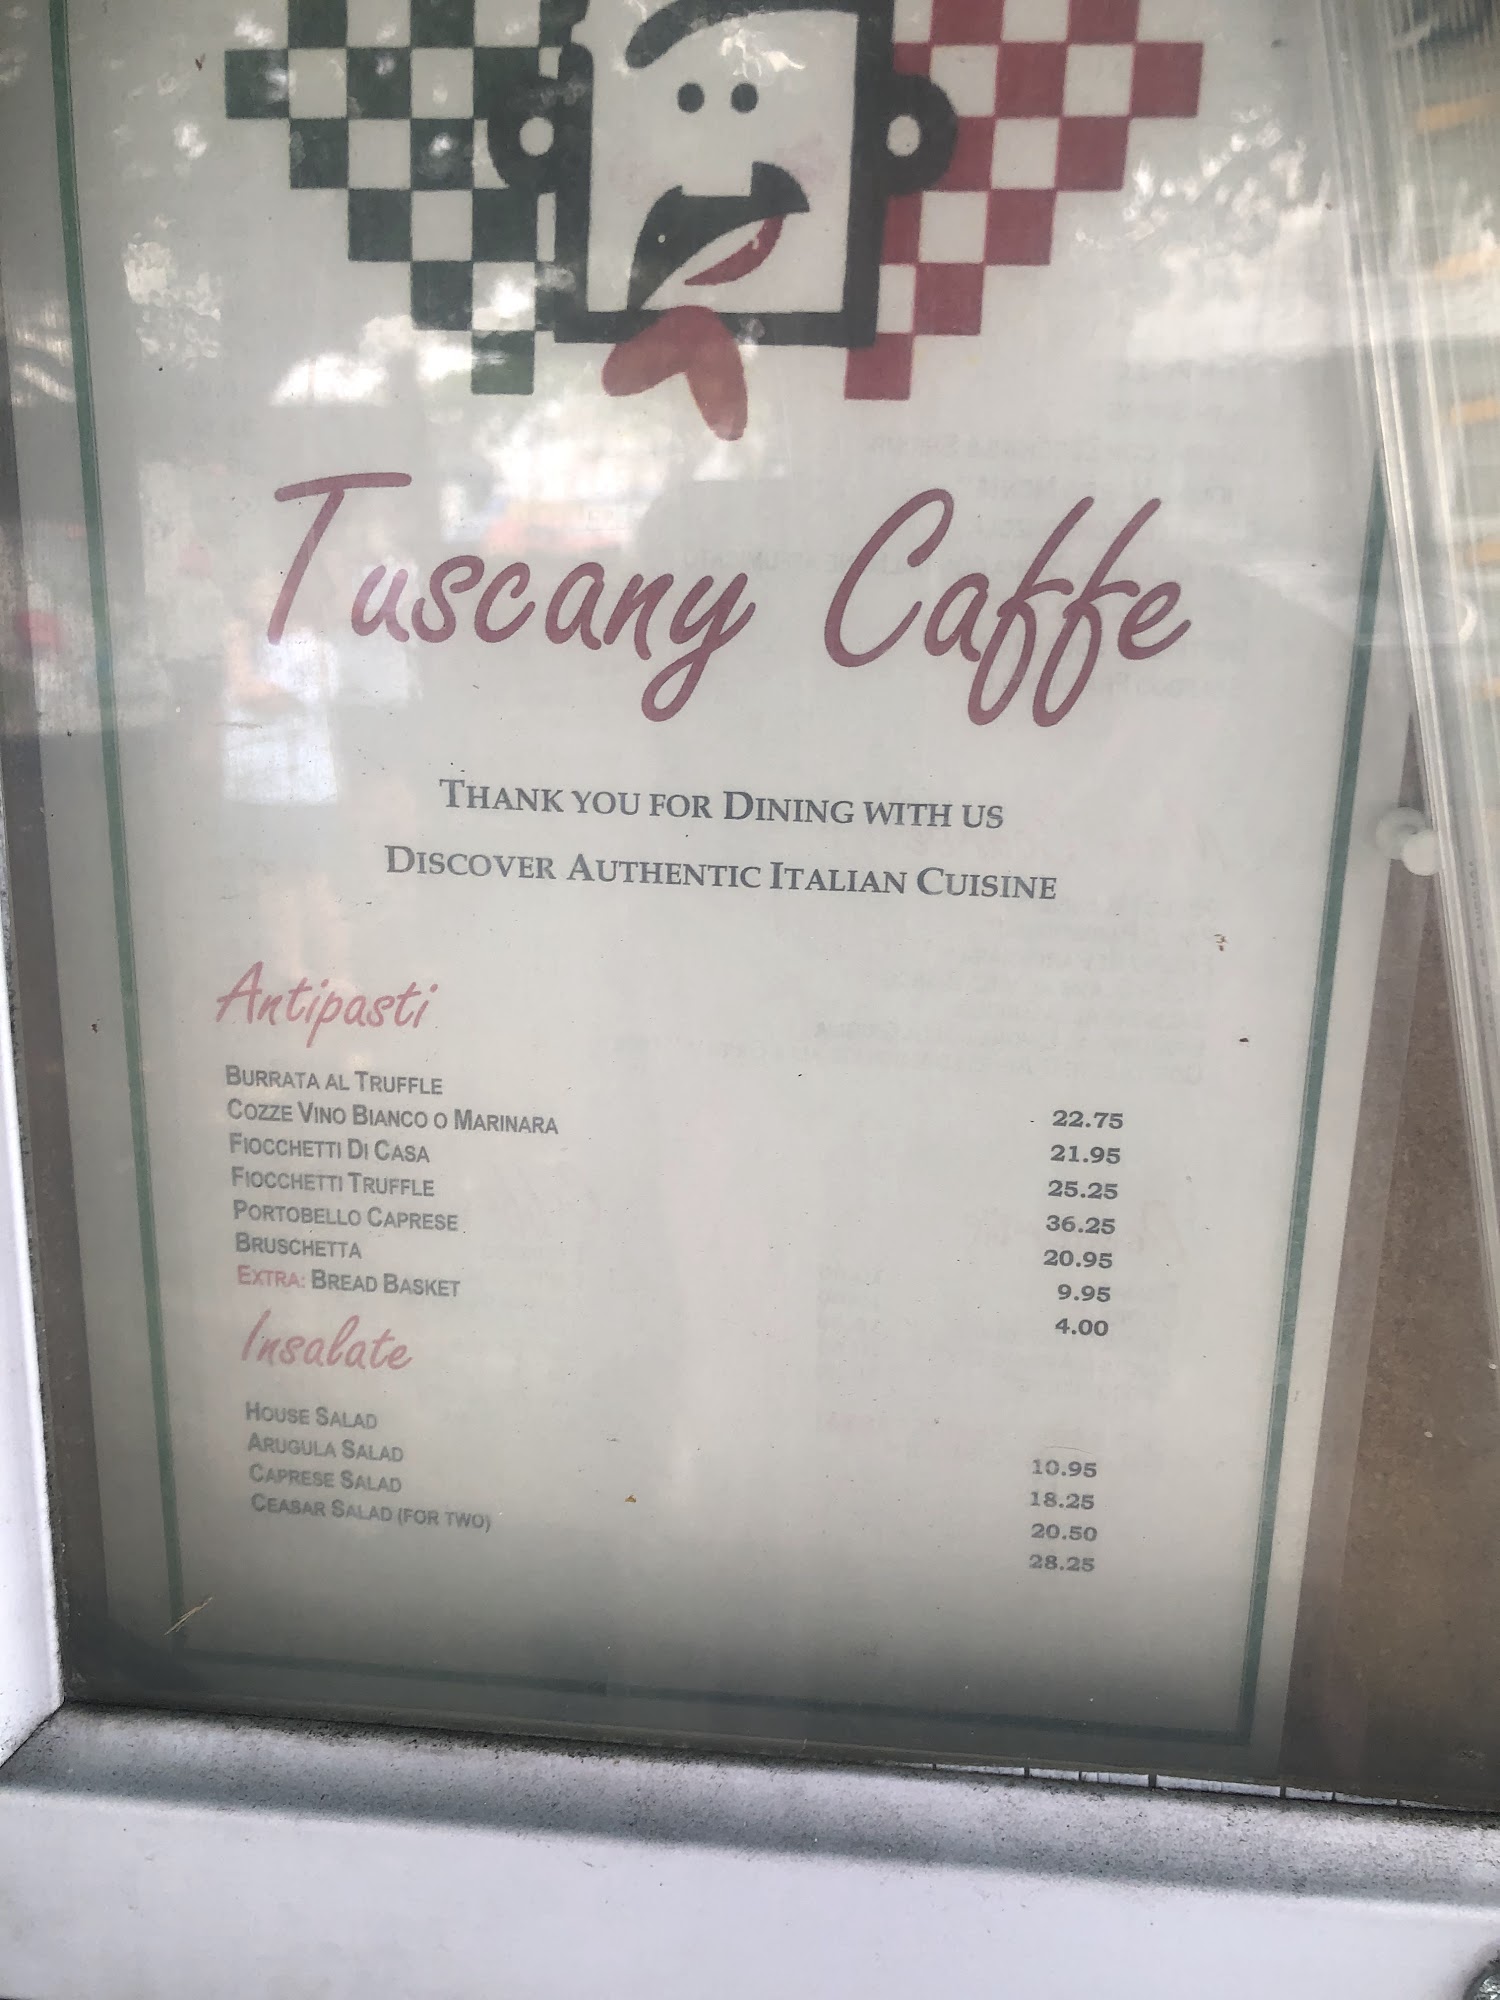 Tuscany Caffe
THANK YOU FOR DINING WITH US
DISCOVER AUTHENTIC ITALIAN CUISINE
Antipasti
BURRATA AL TRUFFLE 22.75
COZZE VINO BIANCO O MARINARA 21.95
FIOCCHETTI DI CASA 25.25
FIOCCHETTI TRUFFLE 36.25
PORTOBELLO CAPRESE 20.95
BRUSCHETTA 9.95
EXTRA: BREAD BASKET 4.00
Insalate
HOUSE SALAD 10.95
ARUGULA SALAD 18.25
CAPRESE SALAD 20.50
CEASAR SALAD (FOR TWO) 28.25